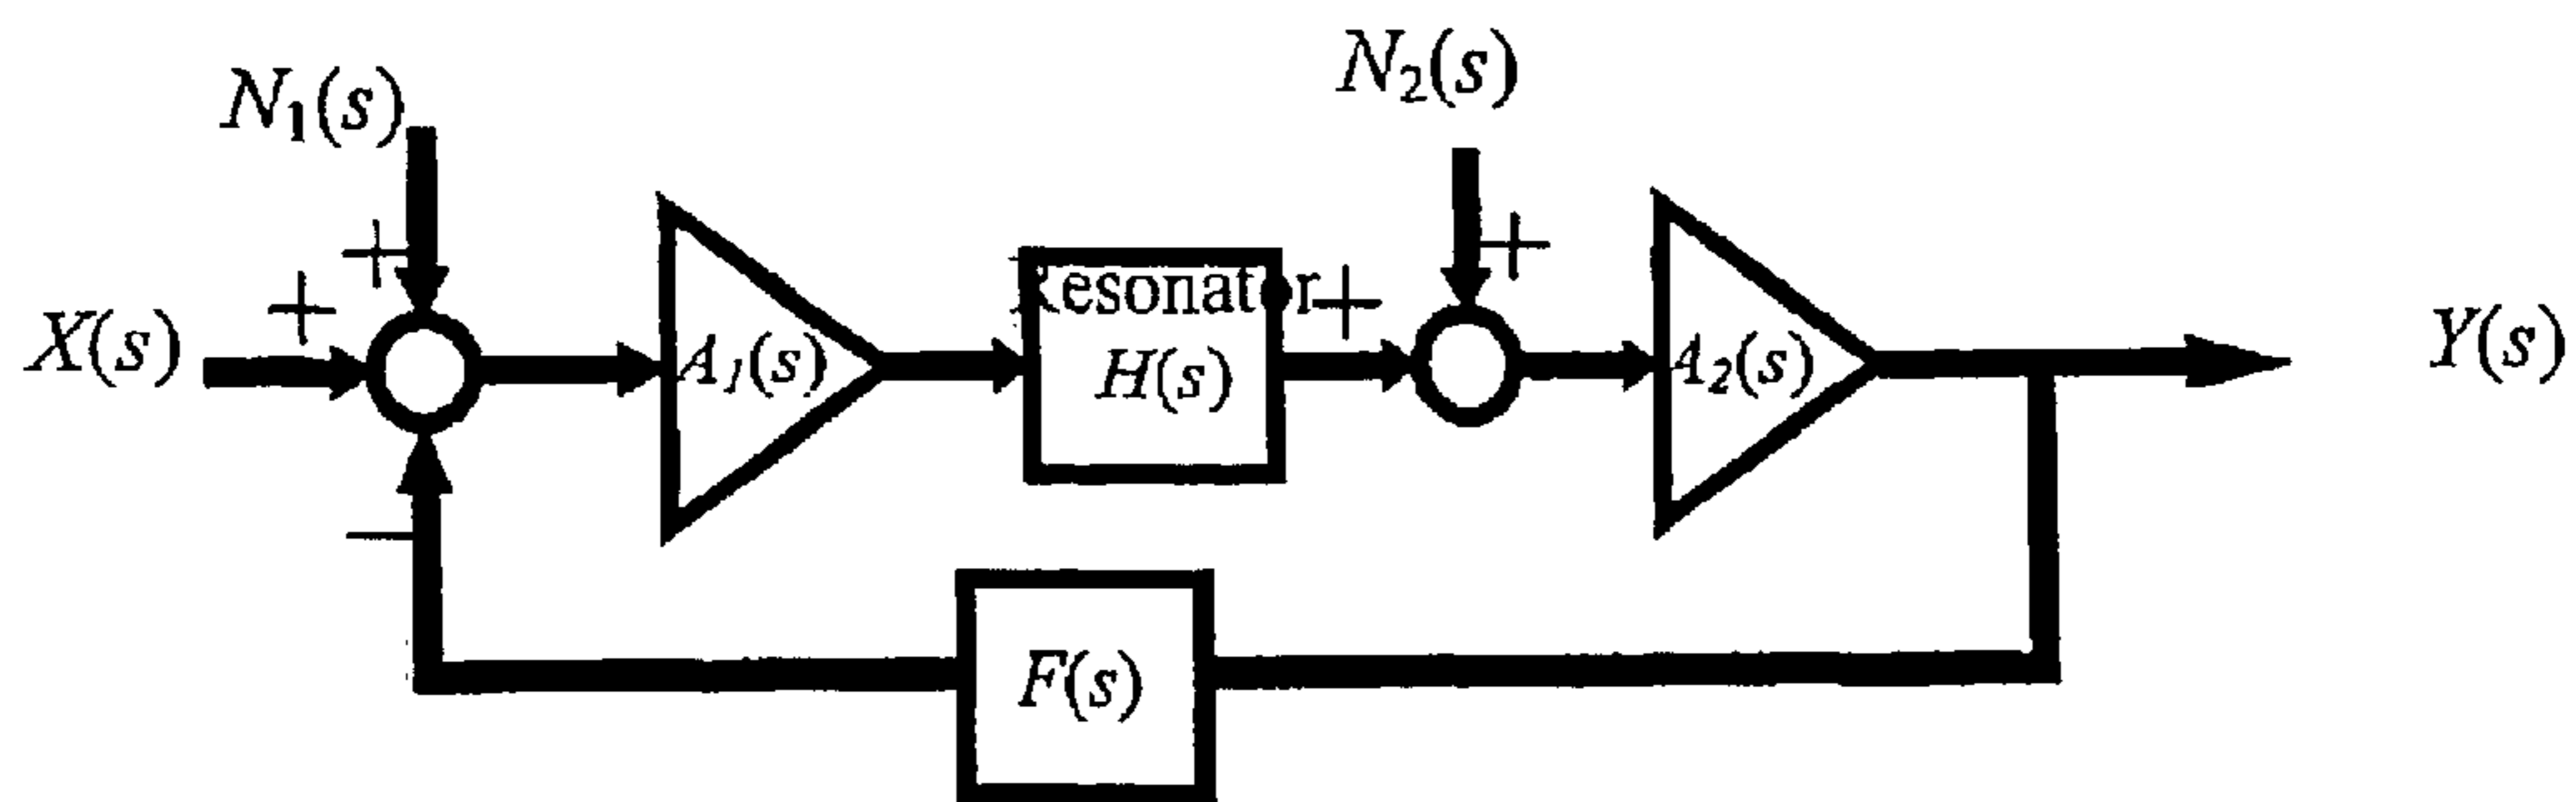 N₁(s)
N₂(s)
+
+
+
Resonator
+
X(s)
A₁(s)
H(s)
A₂(s)
Y(s)
−
F(s)